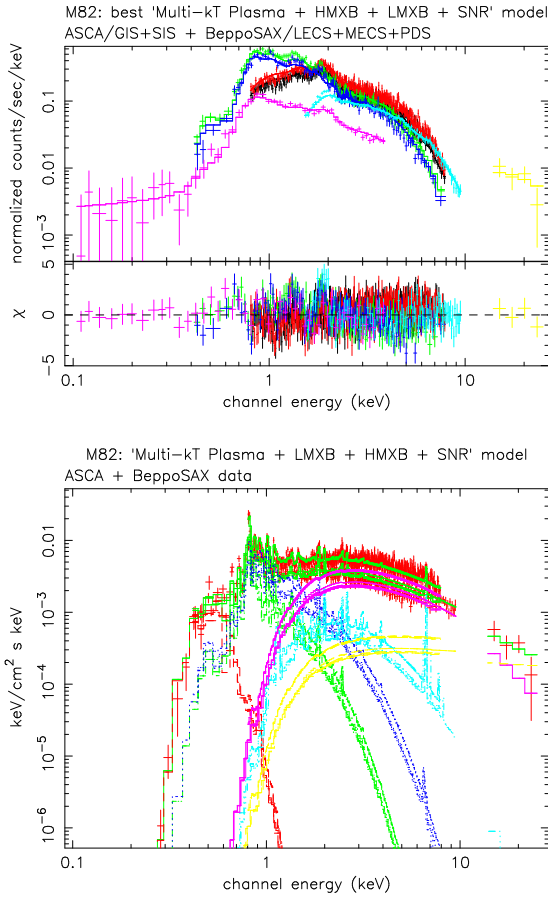 M82: best 'Multi-kT Plasma + HMXB + LMXB + SNR' model
ASCA/GIS+SIS + BeppoSAX/LECS+MECS+PDS
normalized counts/sec/keV
0.1
0.01
10⁻³
χ
5
0
−5
0.1 1 10
channel energy (keV)
M82: 'Multi-kT Plasma + LMXB + HMXB + SNR' model
ASCA + BeppoSAX data
keV/cm² s keV
0.01
10⁻³
10⁻⁴
10⁻⁵
10⁻⁶
0.1 1 10
channel energy (keV)